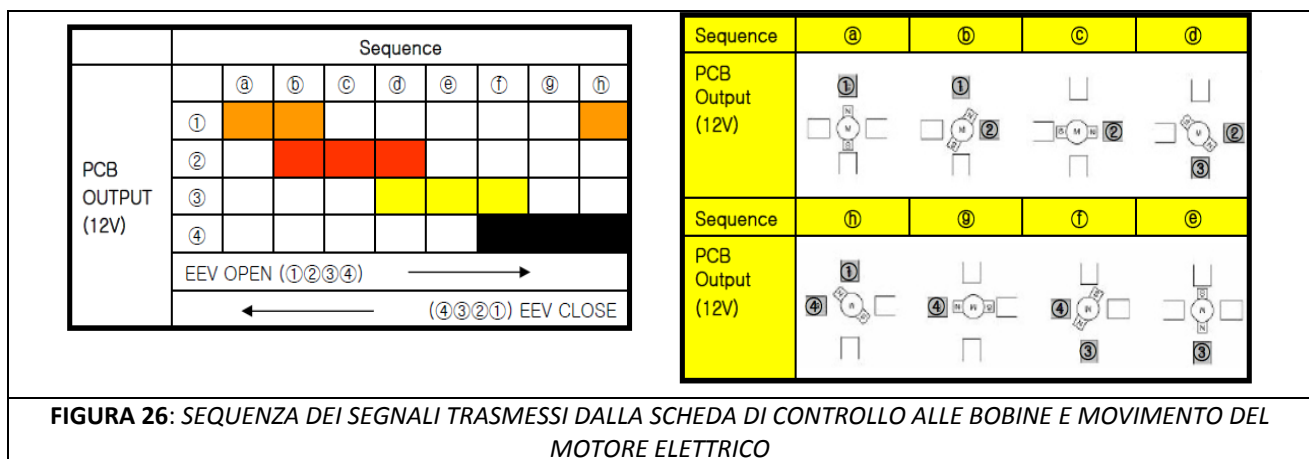 Sequence
ⓐ ⓑ ⓒ ⓓ ⓔ ⓕ ⓖ ⓗ
①
②
③
④
PCB
OUTPUT
(12V)
EEV OPEN (①②③④)
(④③②①) EEV CLOSE
Sequence ⓐ ⓑ ⓒ ⓓ
PCB
Output
(12V)
① ①
N M S ② N M S ② M N ②
③
Sequence ⓗ ⓖ ⓕ ⓔ
PCB
Output
(12V)
①
④ ④ ④
③ ③
FIGURA 26: SEQUENZA DEI SEGNALI TRASMESSI DALLA SCHEDA DI CONTROLLO ALLE BOBINE E MOVIMENTO DEL
MOTORE ELETTRICO